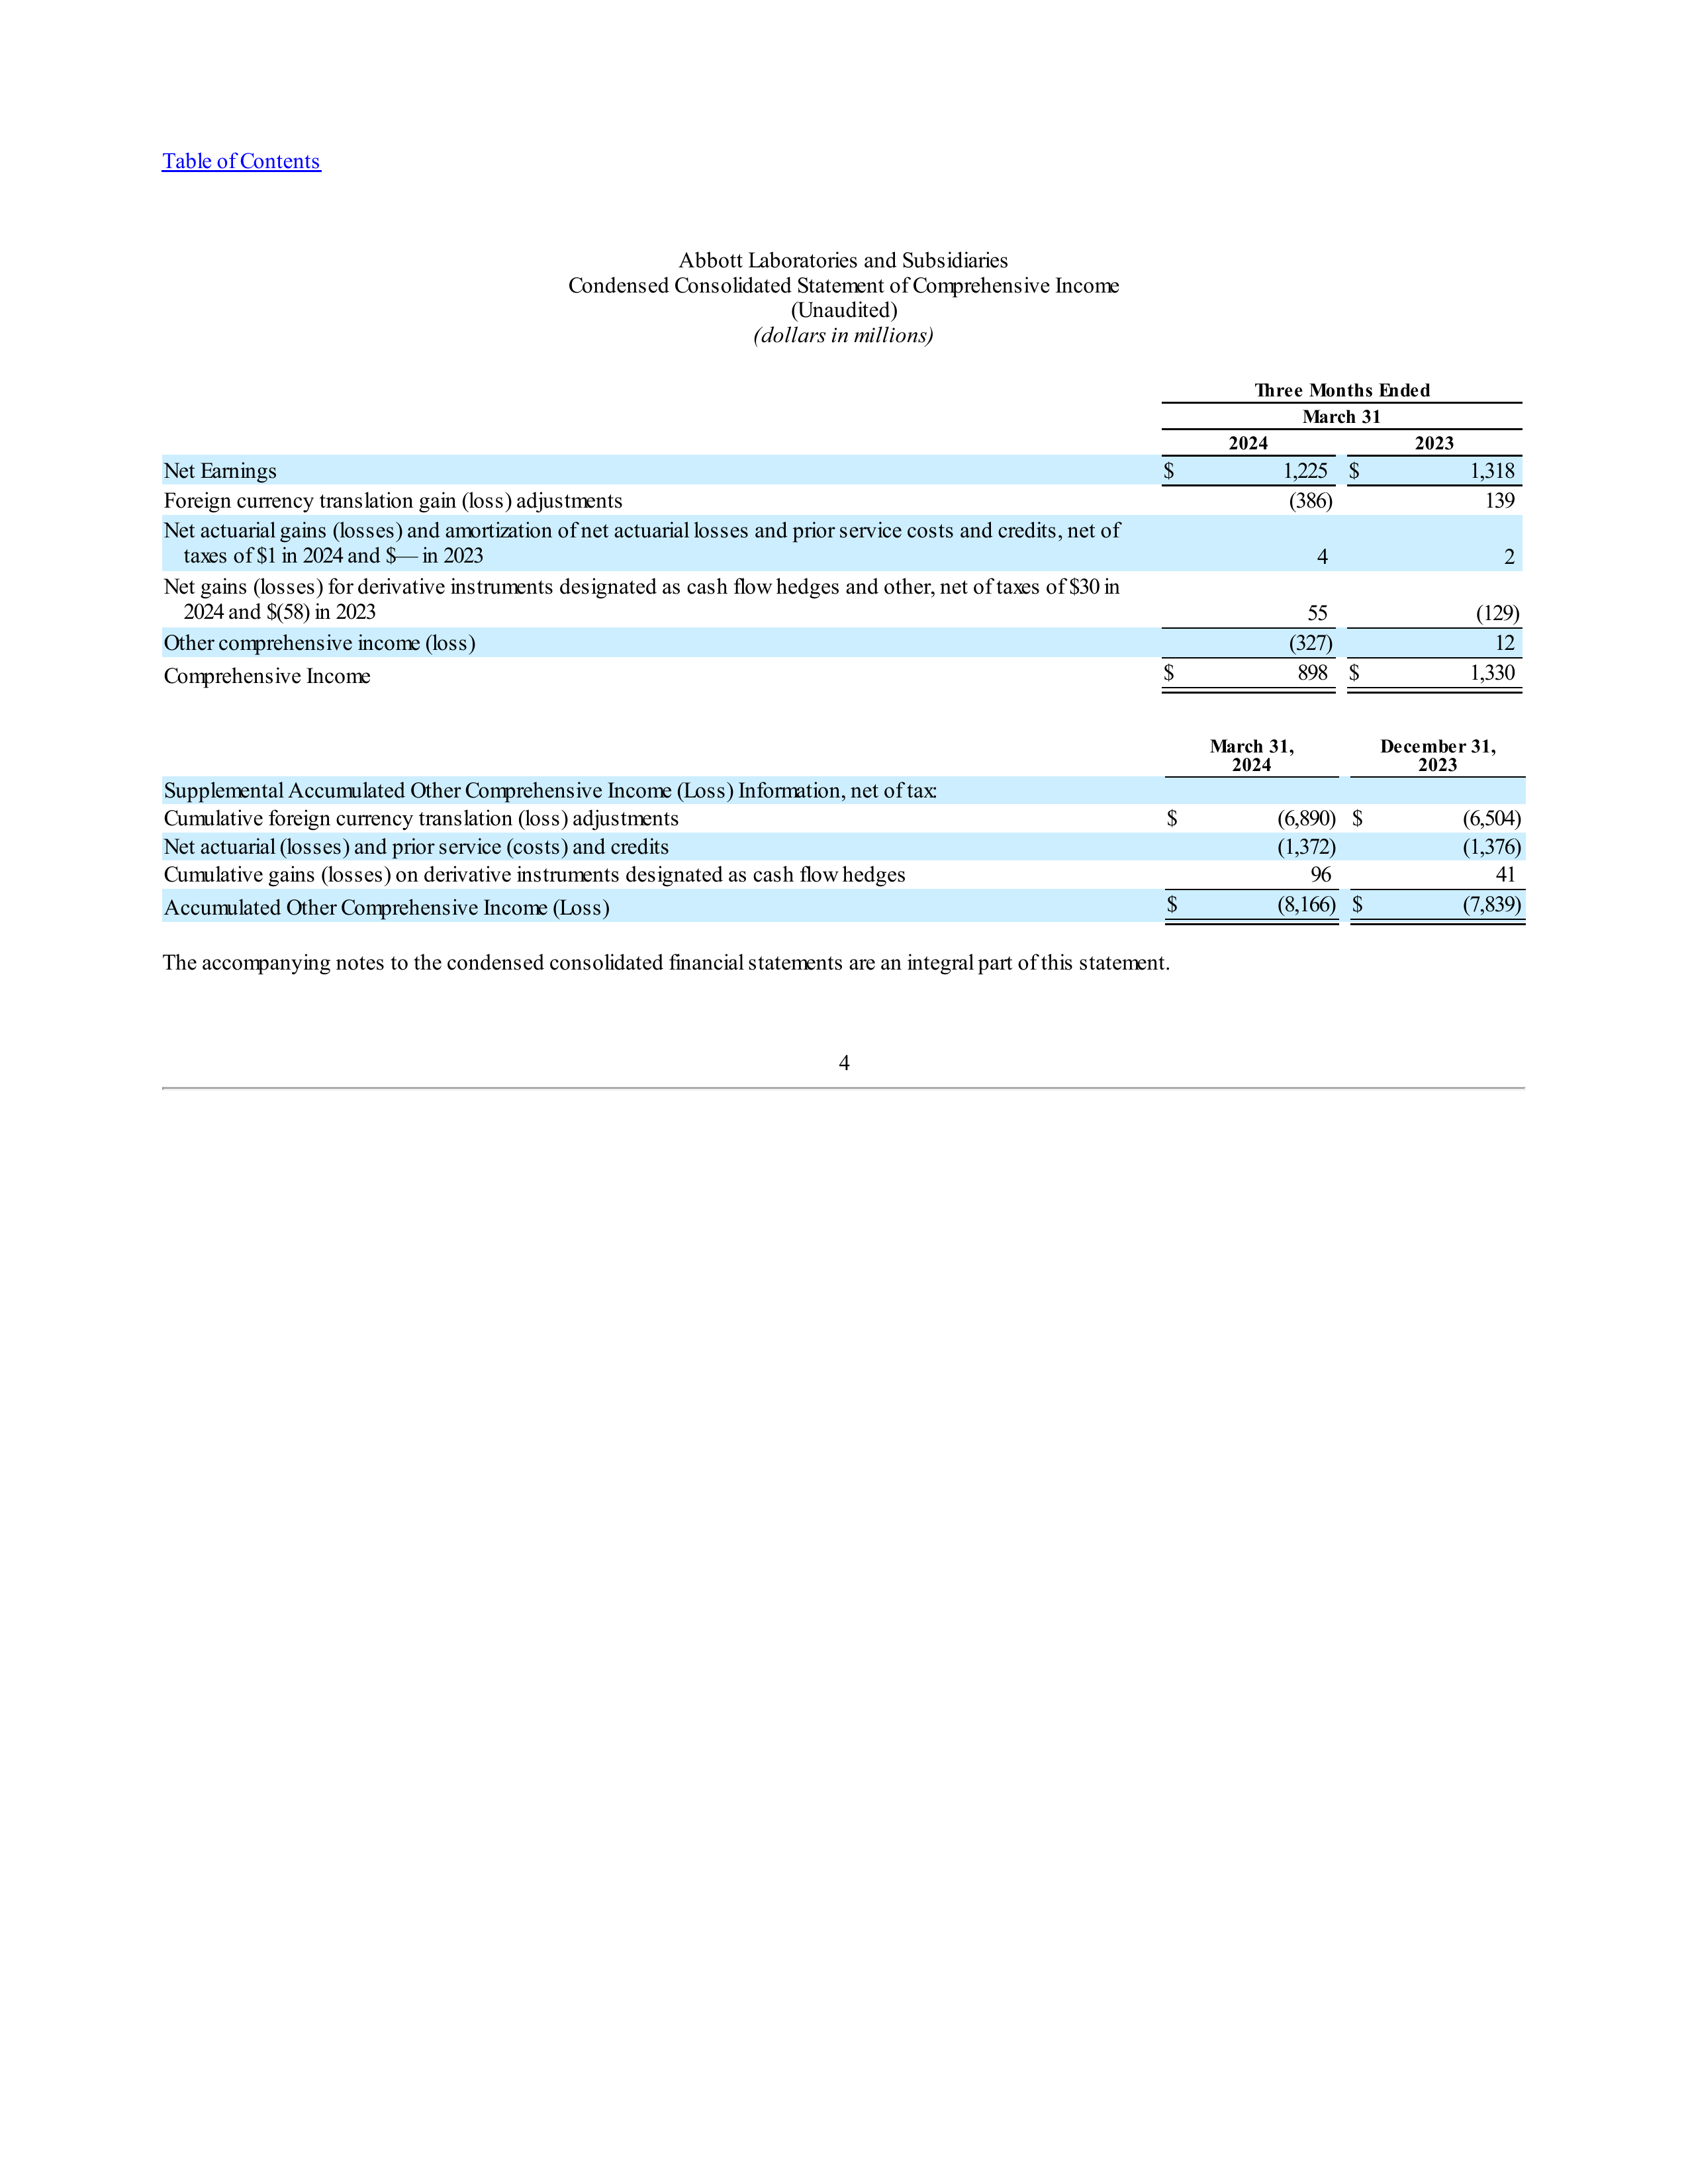 Table of Contents
Abbott Laboratories and Subsidiaries
Condensed Consolidated Statement of Comprehensive Income
(Unaudited)
(dollars in millions)
Three Months Ended
March 31
2024 2023
Net Earnings $ 1,225 $ 1,318
Foreign currency translation gain (loss) adjustments (386) 139
Net actuarial gains (losses) and amortization of net actuarial losses and prior service costs and credits, net of
taxes of $1 in 2024 and $— in 2023 4 2
Net gains (losses) for derivative instruments designated as cash flow hedges and other, net of taxes of $30 in
2024 and $(58) in 2023 55 (129)
Other comprehensive income (loss) (327) 12
Comprehensive Income $ 898 $ 1,330
March 31, December 31,
2024 2023
Supplemental Accumulated Other Comprehensive Income (Loss) Information, net of tax:
Cumulative foreign currency translation (loss) adjustments $ (6,890) $ (6,504)
Net actuarial (losses) and prior service (costs) and credits (1,372) (1,376)
Cumulative gains (losses) on derivative instruments designated as cash flow hedges 96 41
Accumulated Other Comprehensive Income (Loss) $ (8,166) $ (7,839)
The accompanying notes to the condensed consolidated financial statements are an integral part of this statement.
4